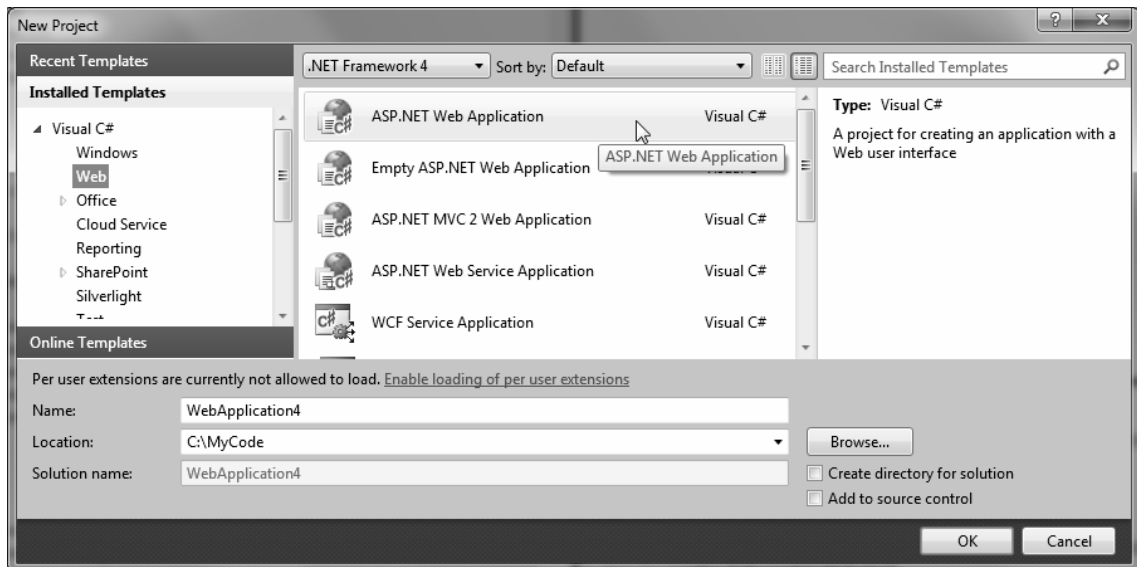 New Project
Recent Templates
Installed Templates
Visual C#
Windows
Web
Office
Cloud Service
Reporting
SharePoint
Silverlight
Test
Online Templates
.NET Framework 4 Sort by: Default
ASP.NET Web Application Visual C#
ASP.NET Web Application
Empty ASP.NET Web Application
ASP.NET MVC 2 Web Application Visual C#
ASP.NET Web Service Application Visual C#
WCF Service Application Visual C#
Search Installed Templates
Type: Visual C#
A project for creating an application with a
Web user interface
Per user extensions are currently not allowed to load. Enable loading of per user extensions
Name: WebApplication4
Location: C:\MyCode Browse...
Solution name: WebApplication4
Create directory for solution
Add to source control
OK Cancel